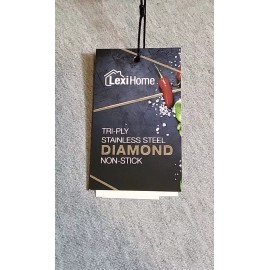 LexiHome
TRI-PLY
STAINLESS STEEL
DIAMOND
NON-STICK